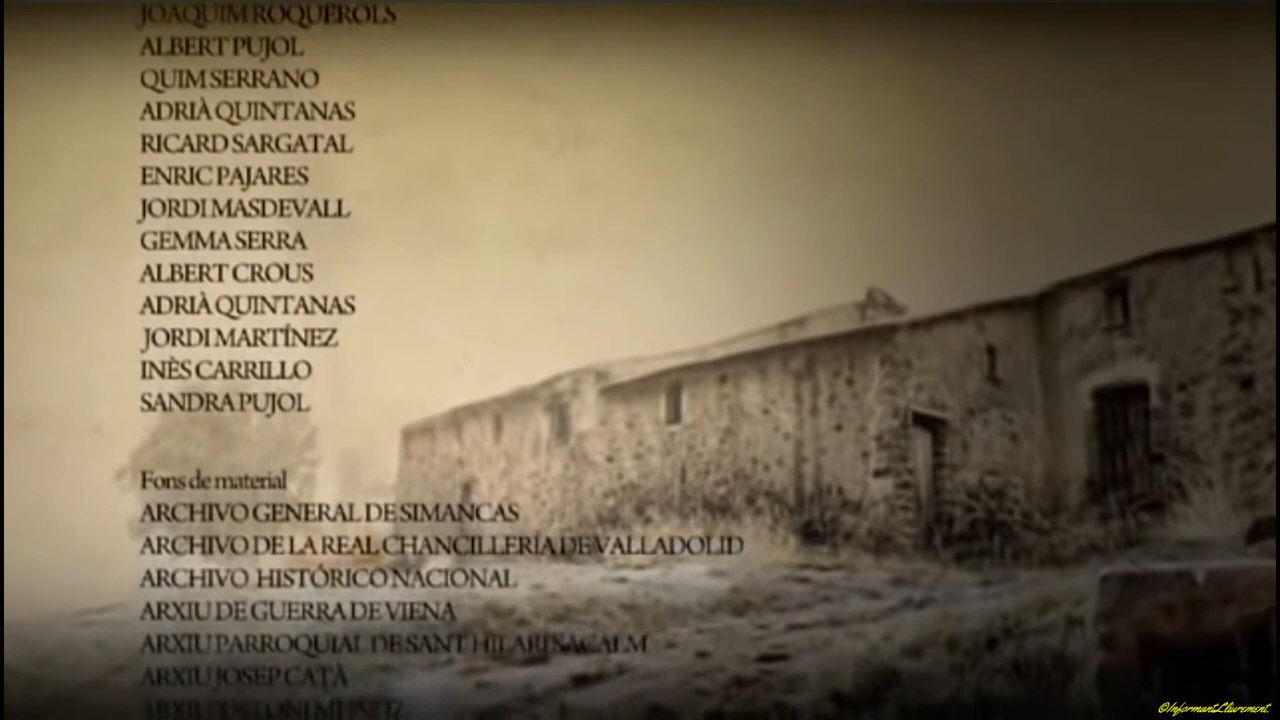 JOAQUIM ROQUEROLS
ALBERT PUJOL
QUIM SERRANO
ADRIÀ QUINTANAS
RICARD SARGATAL
ENRIC PAJARES
JORDI MASDEVALL
GEMMA SERRA
ALBERT CROUS
ADRIÀ QUINTANAS
JORDI MARTÍNEZ
INÈS CARRILLO
SANDRA PUJOL
Fons de material
ARCHIVO GENERAL DE SIMANCAS
ARCHIVO DE LA REAL CHANCILLERÍA DE VALLADOLID
ARCHIVO HISTÓRICO NACIONAL
ARXIU DE GUERRA DE VIENA
ARXIU PARROQUIAL DE SANT HILARI SACALM
ARXIU JOSEP CATÀ
ARXIU
©InformantLliurement